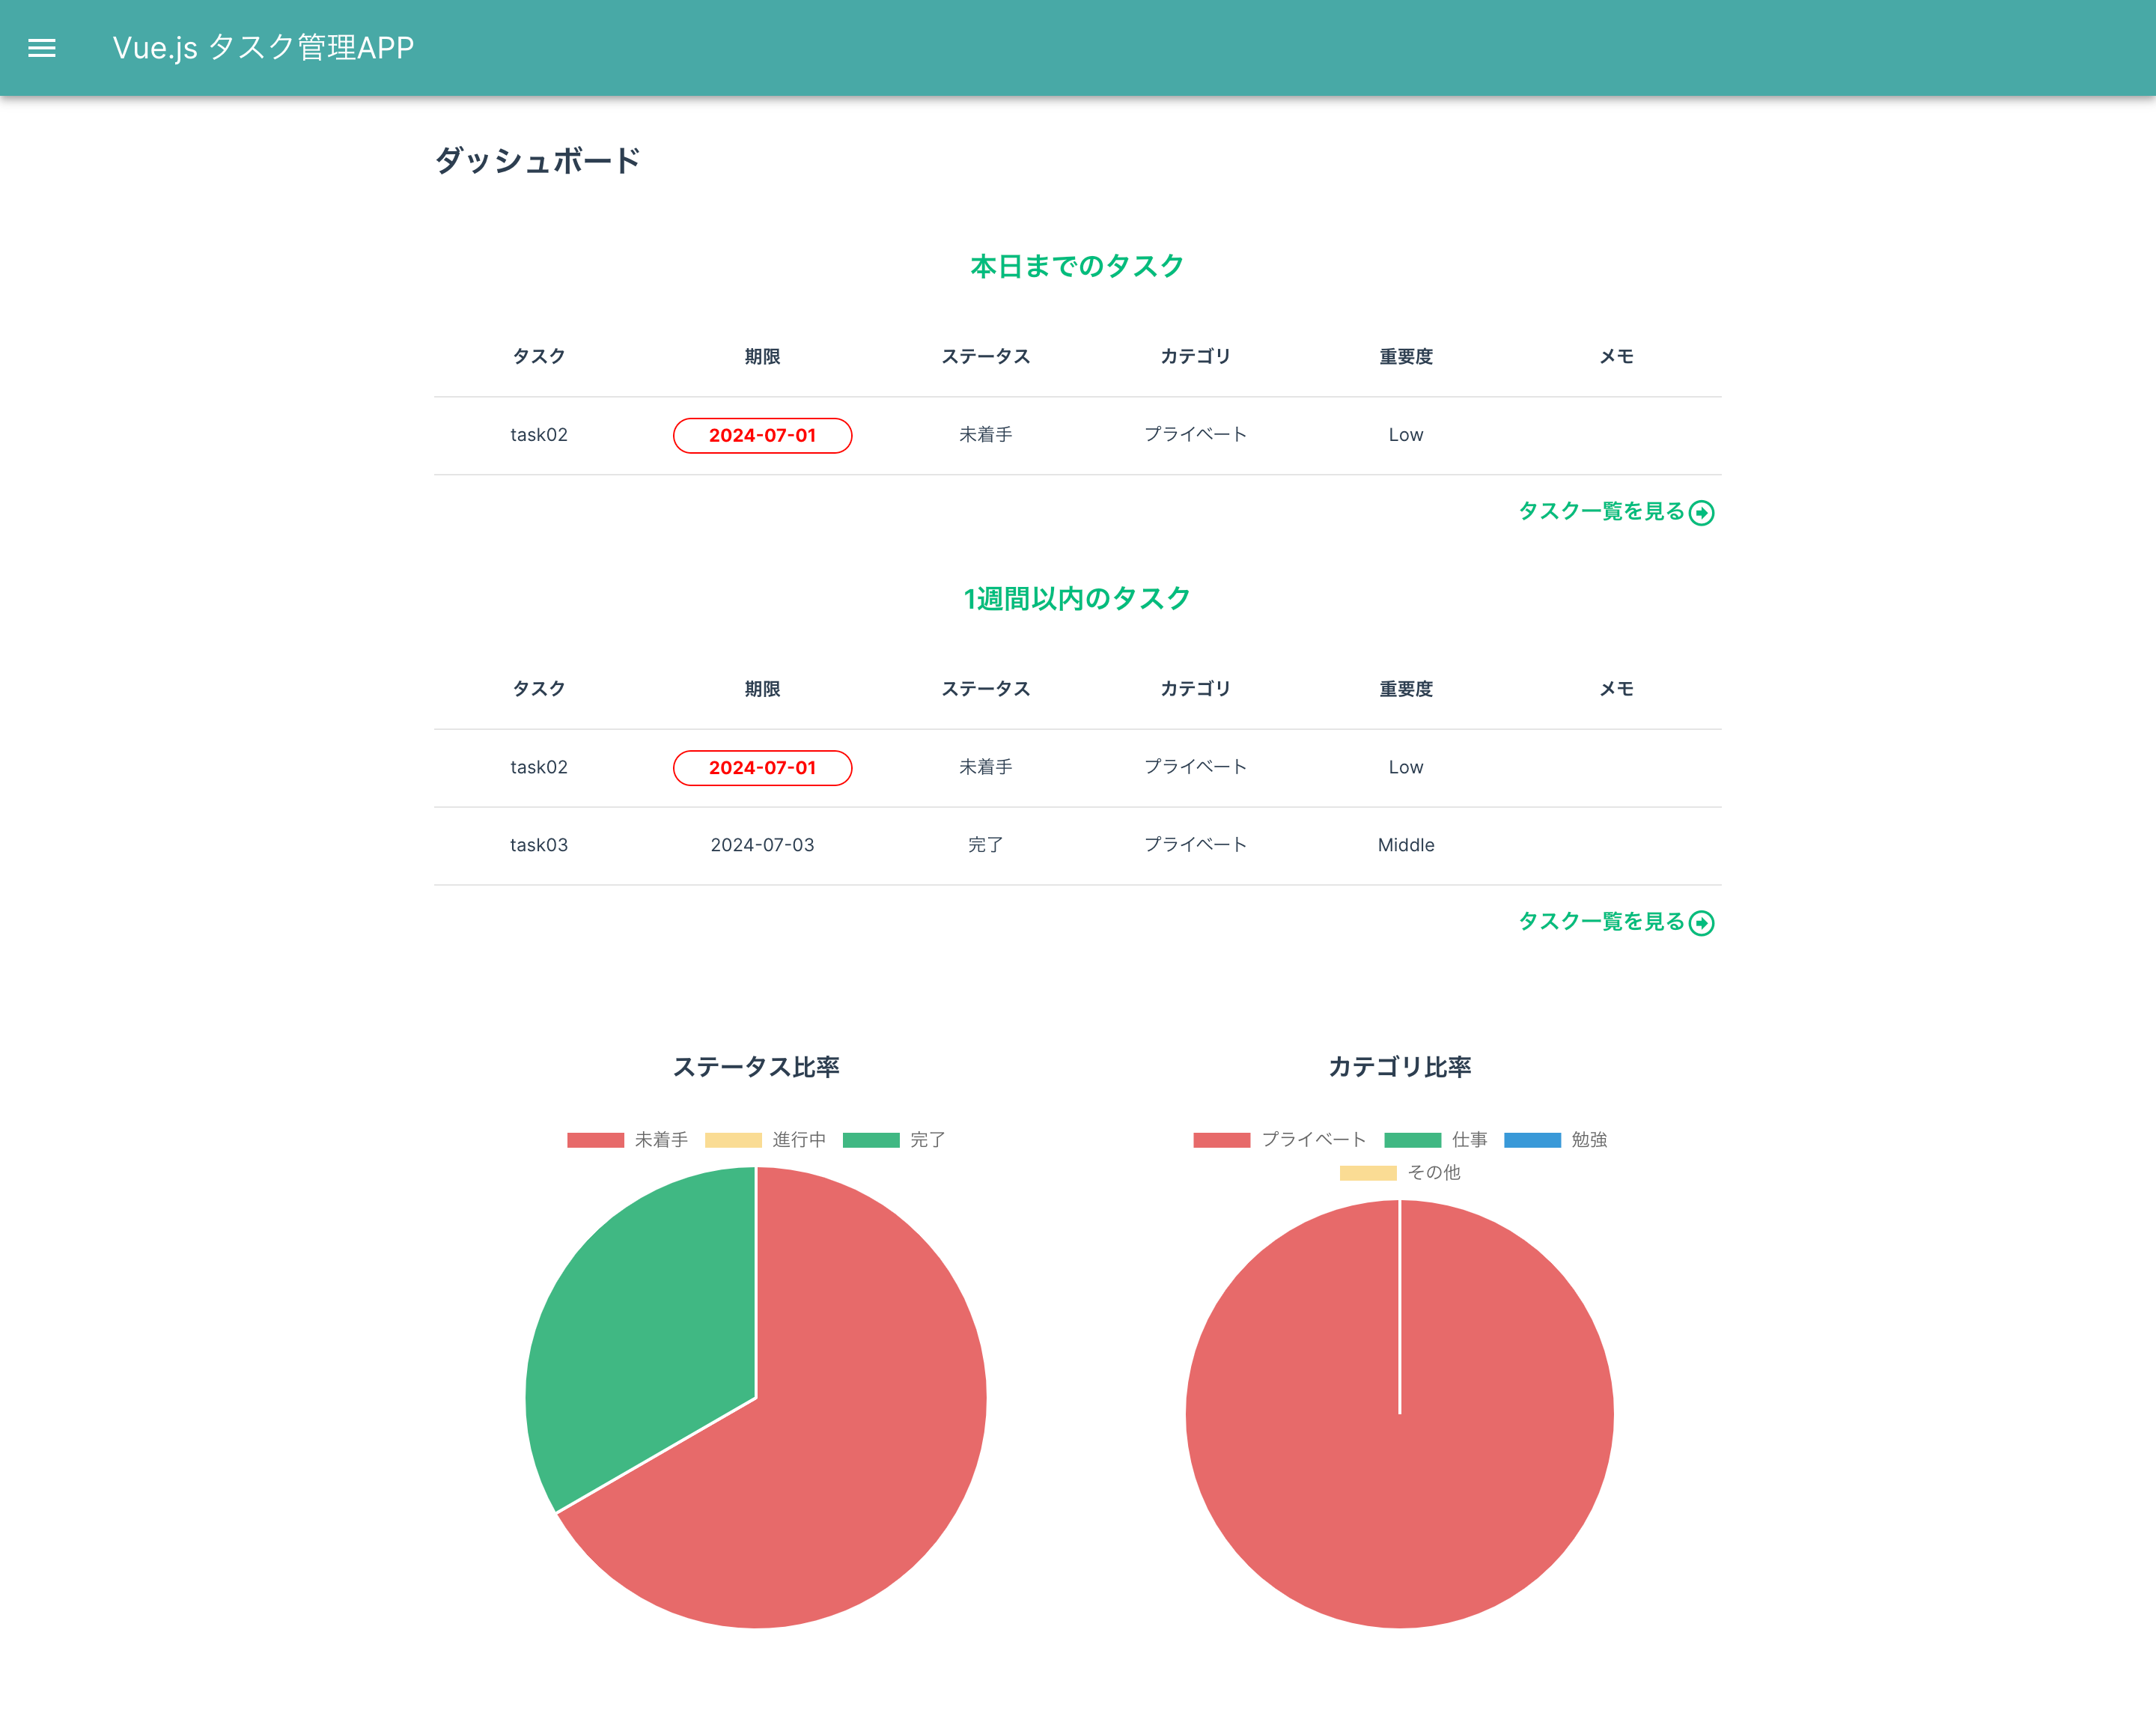 Vue.js タスク管理APP
ダッシュボード
本日までのタスク
タスク 期限 ステータス カテゴリ 重要度 メモ
task02 2024-07-01 未着手 プライベート Low
タスク一覧を見る
1週間以内のタスク
タスク 期限 ステータス カテゴリ 重要度 メモ
task02 2024-07-01 未着手 プライベート Low
task03 2024-07-03 完了 プライベート Middle
タスク一覧を見る
ステータス比率
未着手 進行中 完了
カテゴリ比率
プライベート 仕事 勉強
その他